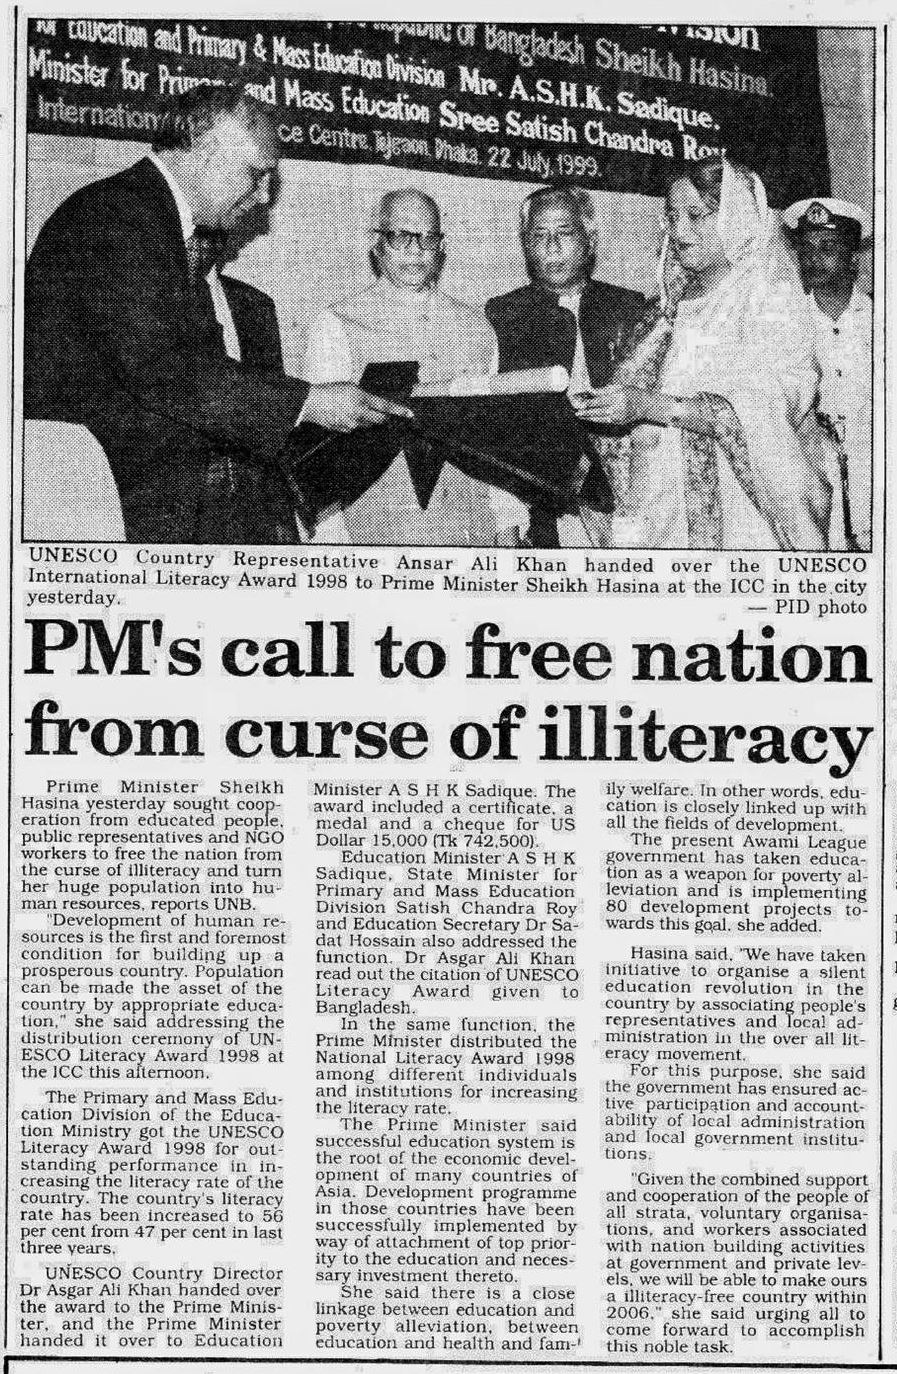 of Education and Primary & Mass Education Division Mr. A.S.H.K. Sadique.
of Bangladesh Sheikh Hasina.
Minister for and Mass Education Sree Satish Chandra Roy
Centre, Tejgaon, Dhaka. 22 July, 1999.
UNESCO Country Representative Ansar Ali Khan handed over the UNESCO
International Literacy Award 1998 to Prime Minister Sheikh Hasina at the ICC in the city
yesterday.
— PID photo
PM's call to free nation
from curse of illiteracy
Prime Minister Sheikh
Hasina yesterday sought coop-
eration from educated people,
public representatives and NGO
workers to free the nation from
the curse of illiteracy and turn
her huge population into hu-
man resources, reports UNB.
"Development of human re-
sources is the first and foremost
condition for building up a
prosperous country. Population
can be made the asset of the
country by appropriate educa-
tion," she said addressing the
distribution ceremony of UN-
ESCO Literacy Award 1998 at
the ICC this afternoon.
The Primary and Mass Edu-
cation Division of the Educa-
tion Ministry got the UNESCO
Literacy Award 1998 for out-
standing performance in in-
creasing the literacy rate of the
country. The country's literacy
rate has been increased to 56
per cent from 47 per cent in last
three years.
UNESCO Country Director
Dr Asgar Ali Khan handed over
the award to the Prime Minis-
ter, and the Prime Minister
handed it over to Education
Minister A S H K Sadique. The
award included a certificate, a
medal and a cheque for US
Dollar 15,000 (Tk 742,500).
Education Minister A S H K
Sadique, State Minister for
Primary and Mass Education
Division Satish Chandra Roy
and Education Secretary Dr Sa-
dat Hossain also addressed the
function. Dr Asgar Ali Khan
read out the citation of UNESCO
Literacy Award given to
Bangladesh.
In the same function, the
Prime Minister distributed the
National Literacy Award 1998
among different individuals
and institutions for increasing
the literacy rate.
The Prime Minister said
successful education system is
the root of the economic devel-
opment of many countries of
Asia. Development programme
in those countries have been
successfully implemented by
way of attachment of top prior-
ity to the education and neces-
sary investment thereto.
She said there is a close
linkage between education and
poverty alleviation, between
education and health and fam-
ily welfare. In other words, edu-
cation is closely linked up with
all the fields of development.
The present Awami League
government has taken educa-
tion as a weapon for poverty al-
leviation and is implementing
80 development projects to-
wards this goal, she added.
Hasina said, "We have taken
initiative to organise a silent
education revolution in the
country by associating people's
representatives and local ad-
ministration in the over all lit-
eracy movement.
For this purpose, she said
the government has ensured ac-
tive participation and account-
ability of local administration
and local government institu-
tions.
"Given the combined support
and cooperation of the people of
all strata, voluntary organisa-
tions, and workers associated
with nation building activities
at government and private lev-
els, we will be able to make ours
a illiteracy-free country within
2006," she said urging all to
come forward to accomplish
this noble task.